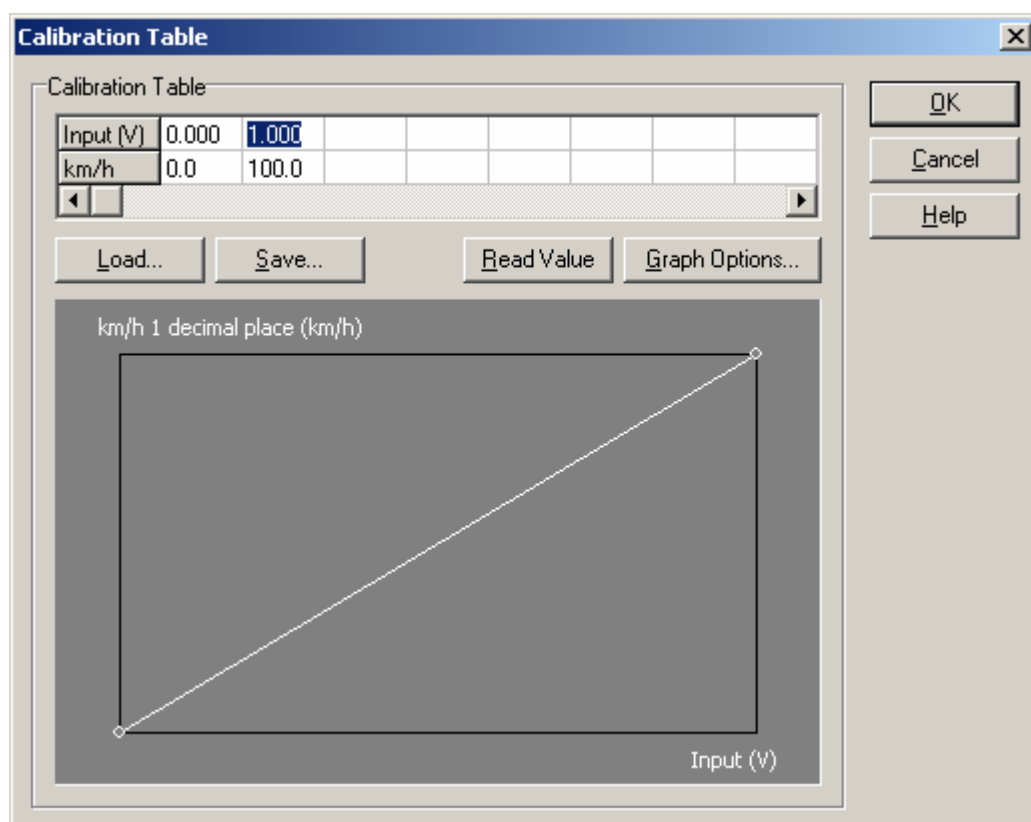 Calibration Table
Calibration Table
Input (V) 0.000 1.000
km/h 0.0 100.0
Load... Save... Read Value Graph Options...
km/h 1 decimal place (km/h)
Input (V)
OK
Cancel
Help